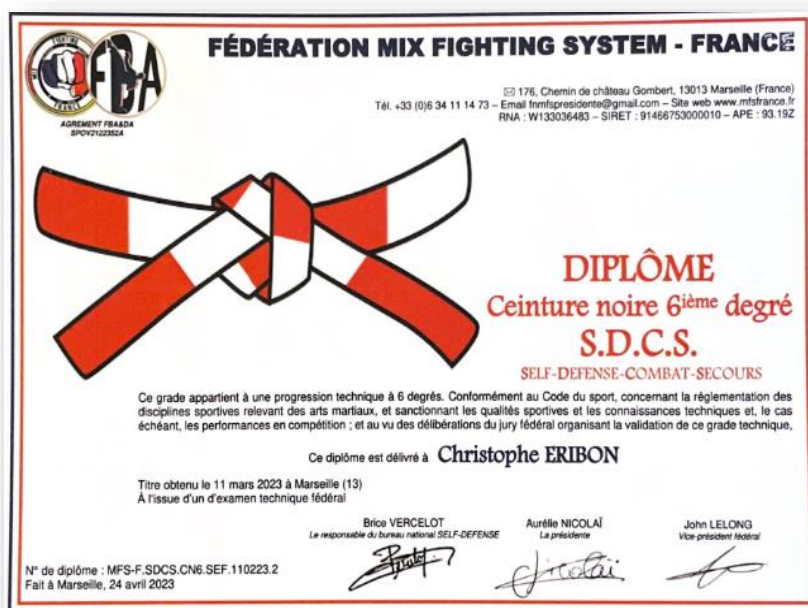 FBA
FRANCE
AGREMENT FBA&DA
SPOV2122352A
FÉDÉRATION MIX FIGHTING SYSTEM - FRANCE
176, Chemin de château Gombert, 13013 Marseille (France)
Tél. +33 (0)6 34 11 14 73 – Email fnmfspresidente@gmail.com – Site web www.mfsfrance.fr
RNA : W133036483 – SIRET : 91466753000010 – APE : 93.19Z
DIPLÔME
Ceinture noire 6ième degré
S.D.C.S.
SELF-DEFENSE-COMBAT-SECOURS
Ce grade appartient à une progression technique à 6 degrés. Conformément au Code du sport, concernant la réglementation des
disciplines sportives relevant des arts martiaux, et sanctionnant les qualités sportives et les connaissances techniques et, le cas
échéant, les performances en compétition ; et au vu des délibérations du jury fédéral organisant la validation de ce grade technique,
Ce diplôme est délivré à Christophe ERIBON
Titre obtenu le 11 mars 2023 à Marseille (13)
À l'issue d'un d'examen technique fédéral
Brice VERCELOT
Le responsable du bureau national SELF-DEFENSE
Aurélie NICOLAÏ
La présidente
John LELONG
Vice-président fédéral
N° de diplôme : MFS-F.SDCS.CN6.SEF.110223.2
Fait à Marseille, 24 avril 2023